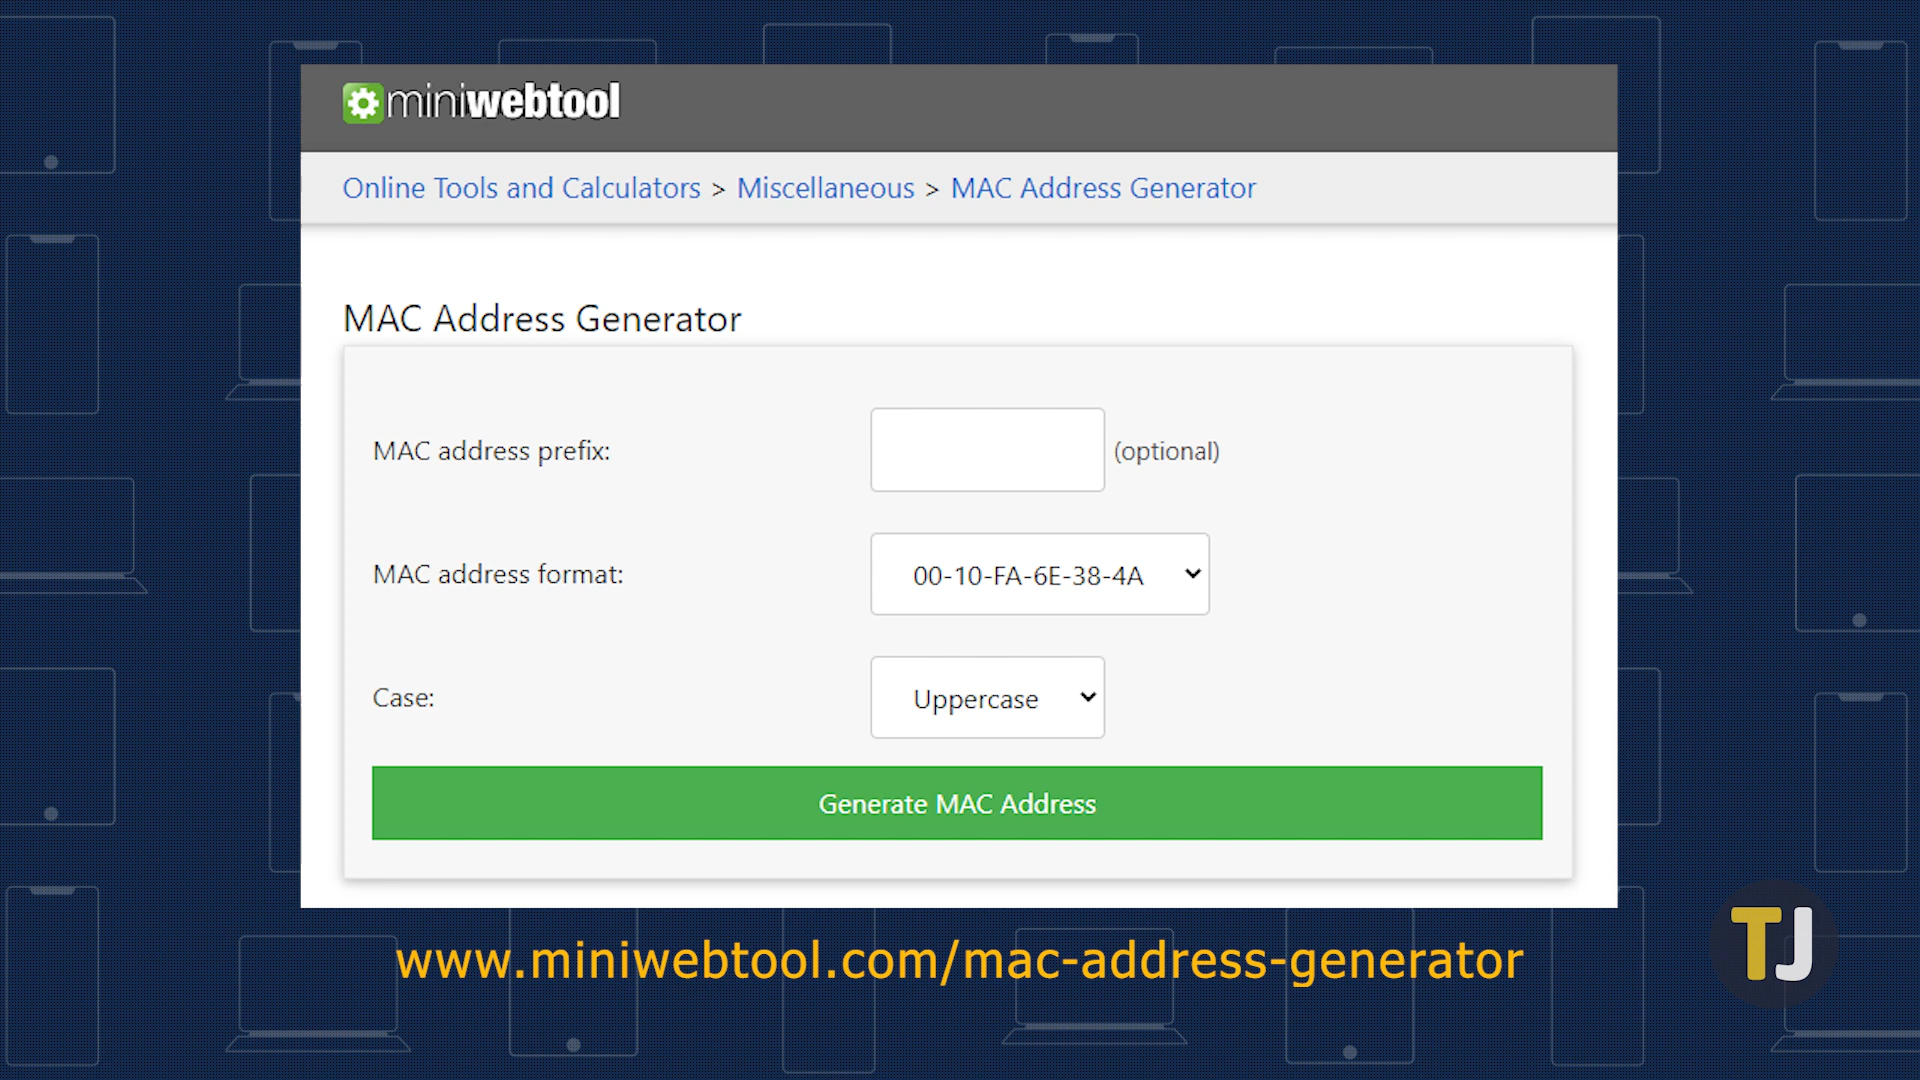 miniwebtool
Online Tools and Calculators > Miscellaneous > MAC Address Generator
MAC Address Generator
MAC address prefix: (optional)
MAC address format: 00-10-FA-6E-38-4A
Case: Uppercase
Generate MAC Address
www.miniwebtool.com/mac-address-generator
TJ